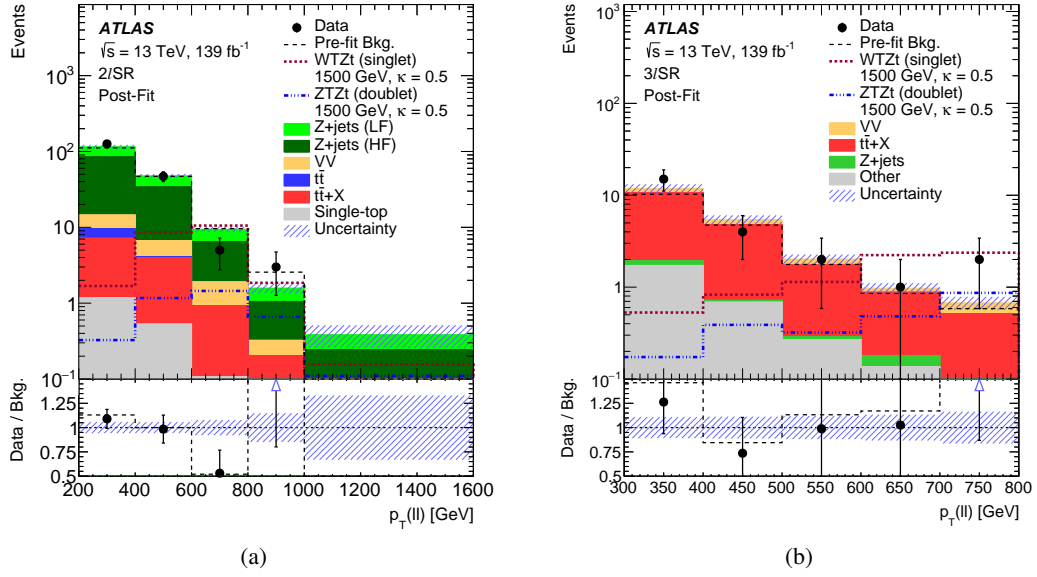 Events
10³
10²
10
1
10⁻¹
ATLAS
√s = 13 TeV, 139 fb⁻¹
2lSR
Post-Fit
Data
Pre-fit Bkg.
WTZt (singlet)
1500 GeV, κ = 0.5
ZTZt (doublet)
1500 GeV, κ = 0.5
Z+jets (LF)
Z+jets (HF)
VV
tt̄
tt̄+X
Single-top
Uncertainty
Data / Bkg.
1.25
1
0.75
0.5
200 400 600 800 1000 1200 1400 1600
p_T(ll) [GeV]
(a)
Events
10³
10²
10
1
10⁻¹
ATLAS
√s = 13 TeV, 139 fb⁻¹
3lSR
Post-Fit
Data
Pre-fit Bkg.
WTZt (singlet)
1500 GeV, κ = 0.5
ZTZt (doublet)
1500 GeV, κ = 0.5
VV
tt̄+X
Z+jets
Other
Uncertainty
Data / Bkg.
1.25
1
0.75
0.5
300 350 400 450 500 550 600 650 700 750 800
p_T(ll) [GeV]
(b)